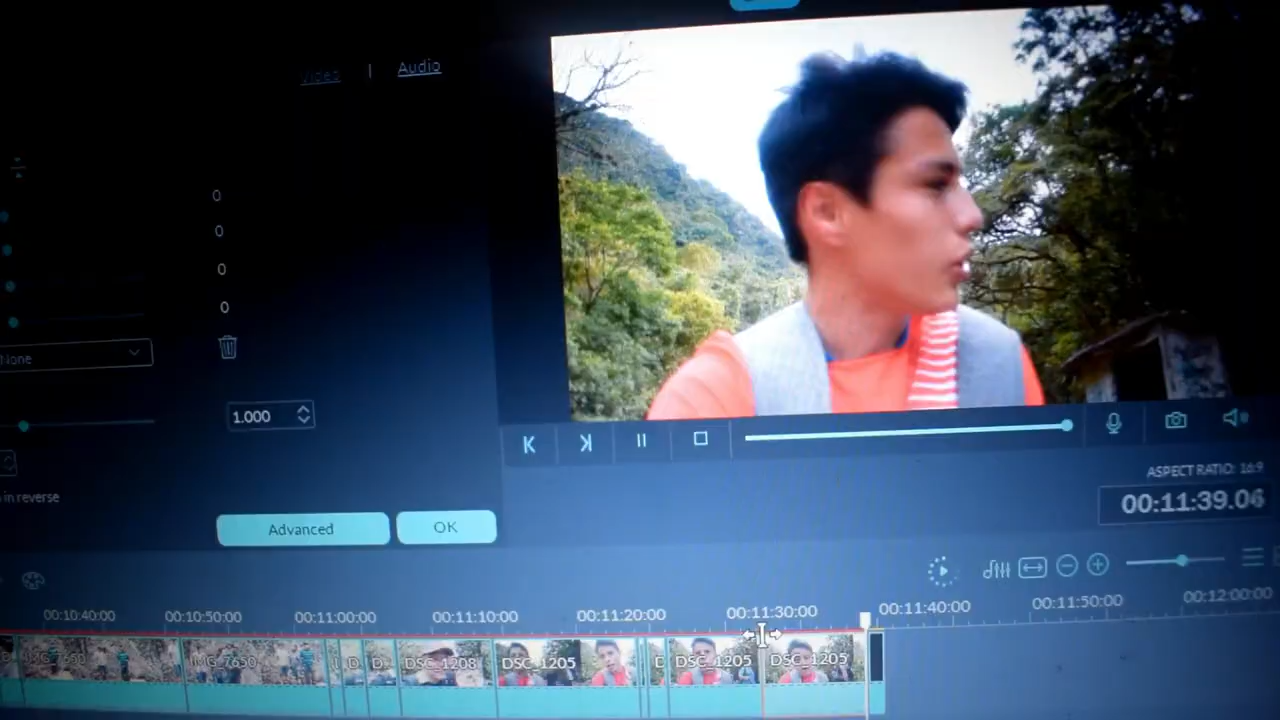 Video | Audio
0
0
0
0
None
1.000
in reverse
Advanced OK
ASPECT RATIO: 16:9
00:11:39.06
00:10:40:00 00:10:50:00 00:11:00:00 00:11:10:00 00:11:20:00 00:11:30:00 00:11:40:00 00:11:50:00 00:12:00:00
IMG_7650 IMG_7650 D D DSC_1208 DSC_1205 D DSC_1205 DSC_1205